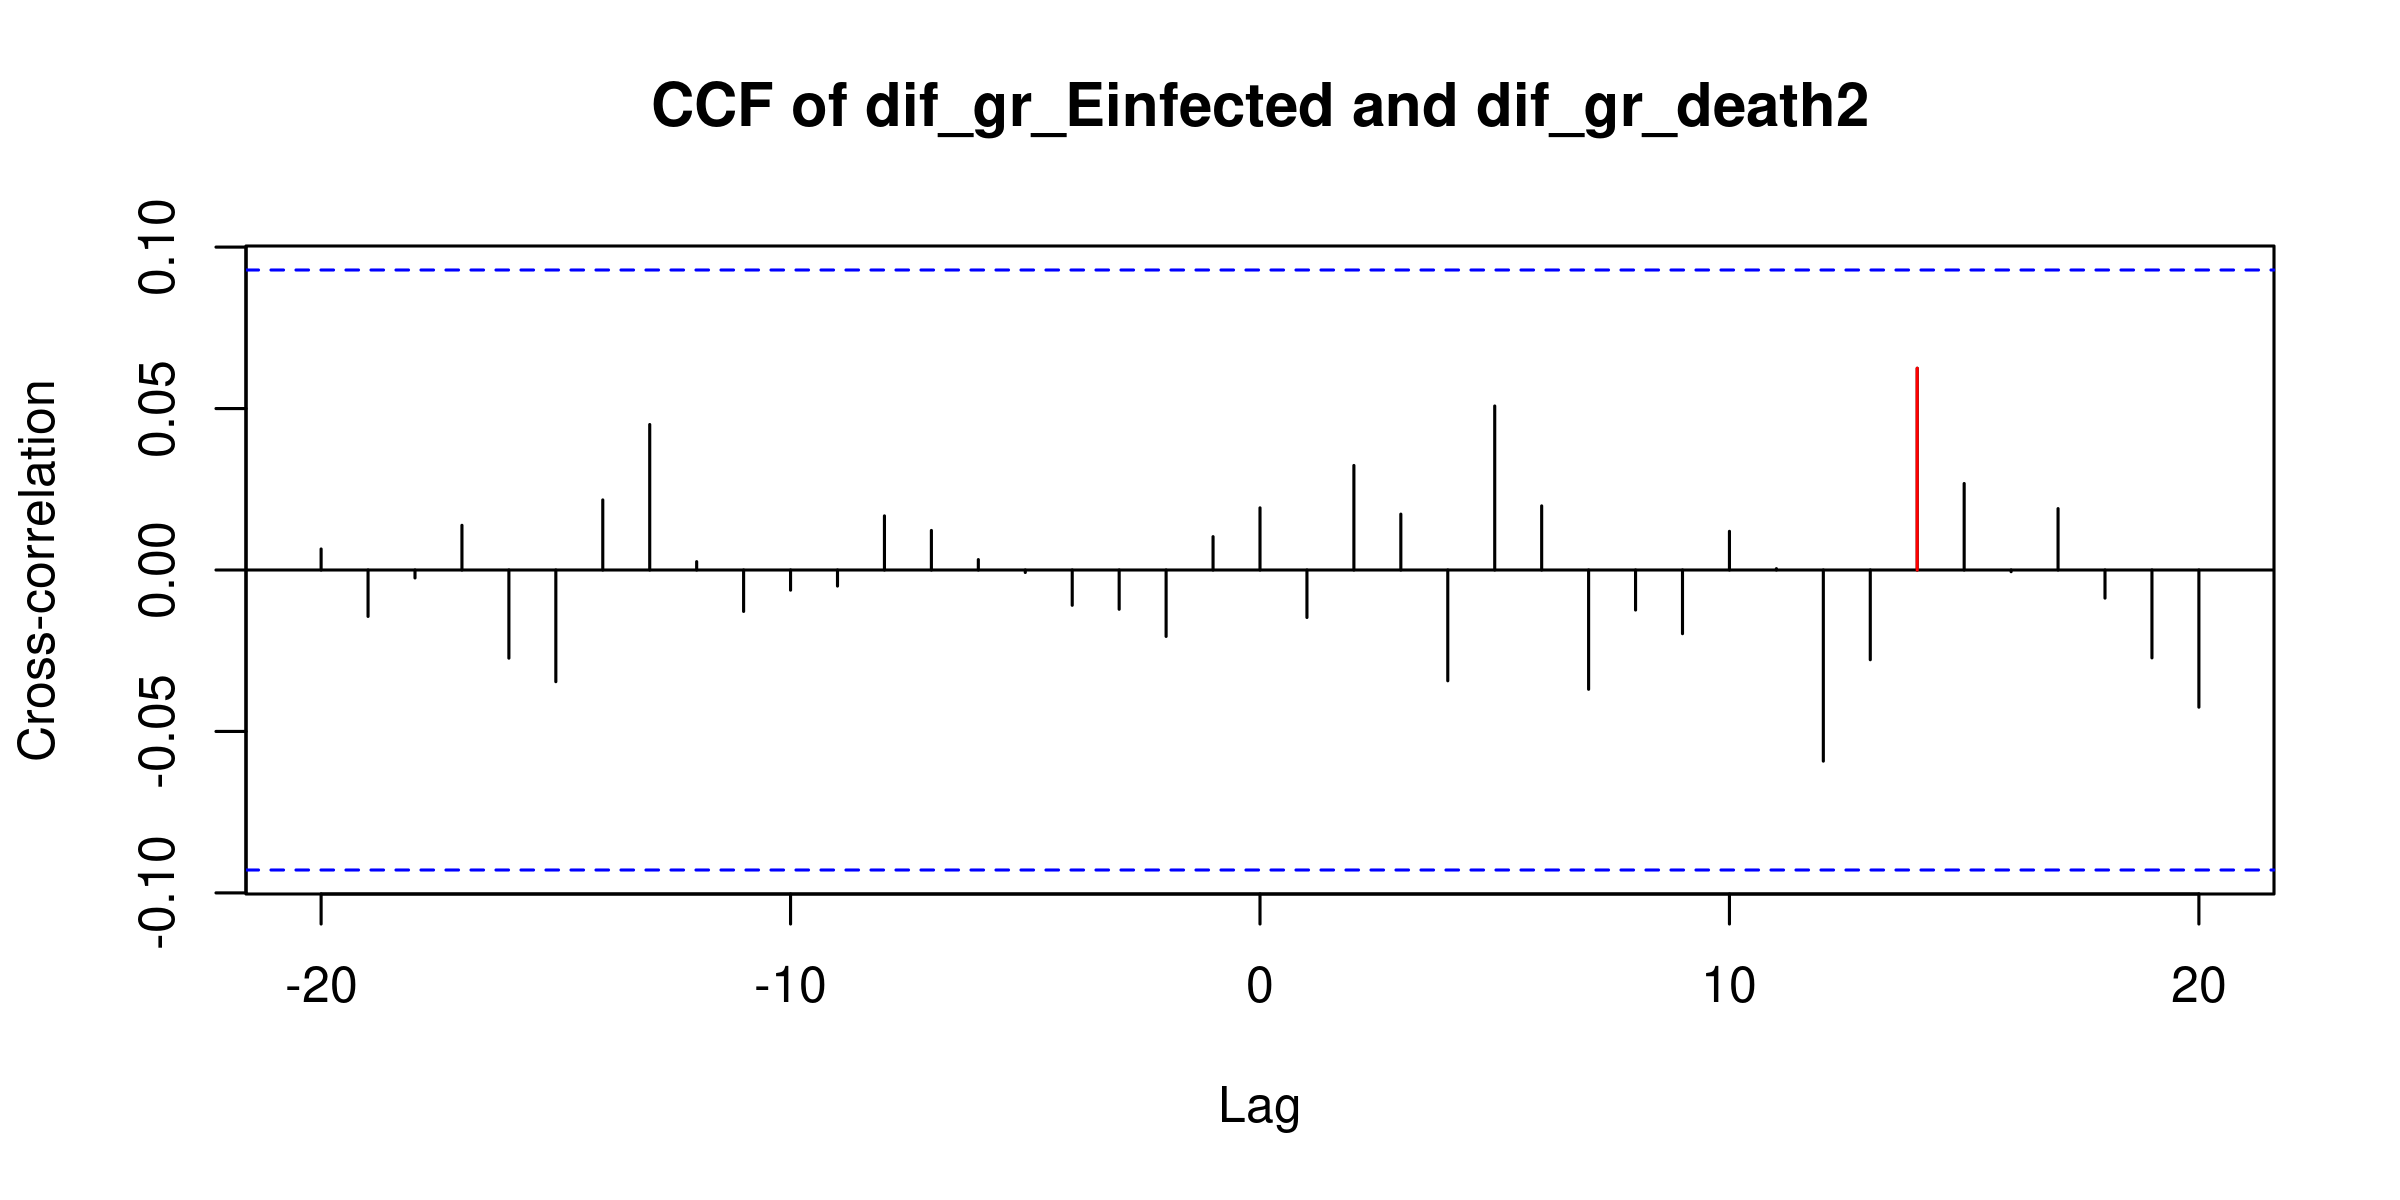 CCF of dif_gr_Einfected and dif_gr_death2
Cross-correlation
0.10
0.05
0.00
-0.05
-0.10
-20 -10 0 10 20
Lag